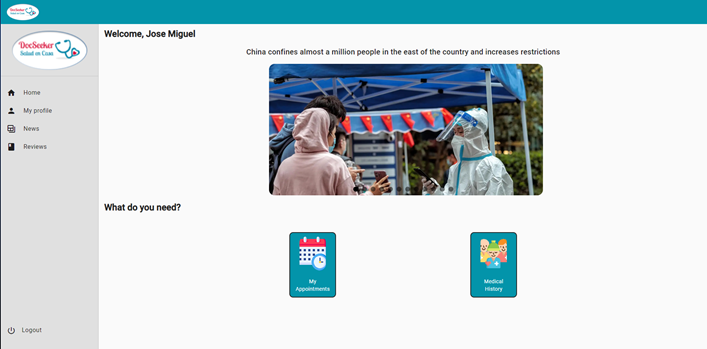 DocSeeker
Salud en Casa
DocSeeker
Salud en Casa
Home
My profile
News
Reviews
Logout
Welcome, Jose Miguel
China confines almost a million people in the east of the country and increases restrictions
What do you need?
My
Appointments
Medical
History